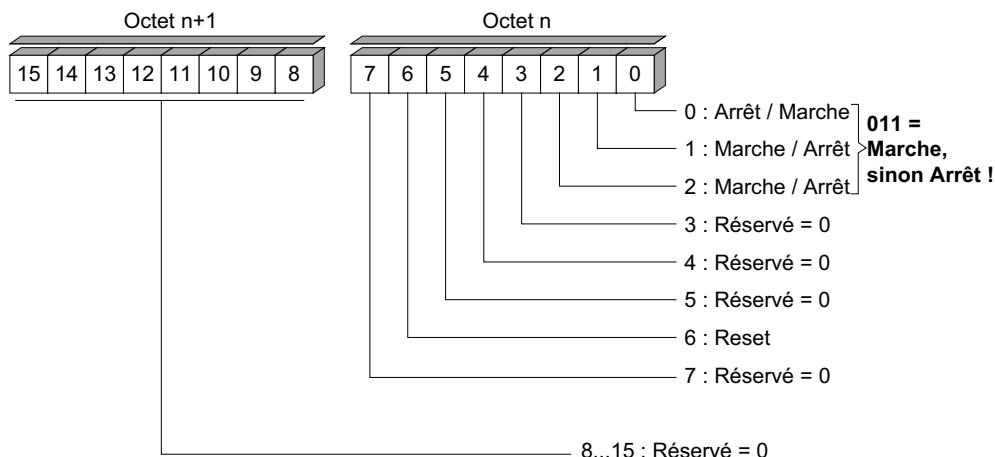 Octet n+1
Octet n
15 14 13 12 11 10 9 8
7 6 5 4 3 2 1 0
0 : Arrêt / Marche
1 : Marche / Arrêt
2 : Marche / Arrêt
011 =
Marche,
sinon Arrêt !
3 : Réservé = 0
4 : Réservé = 0
5 : Réservé = 0
6 : Reset
7 : Réservé = 0
8...15 : Réservé = 0